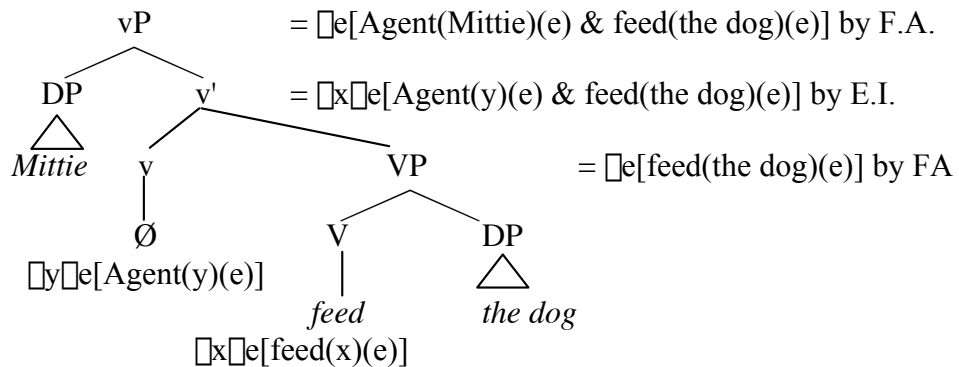 vP = □e[Agent(Mittie)(e) & feed(the dog)(e)] by F.A.
DP v' = □x□e[Agent(y)(e) & feed(the dog)(e)] by E.I.
Mittie v VP = □e[feed(the dog)(e)] by FA
Ø V DP
□y□e[Agent(y)(e)]
feed the dog
□x□e[feed(x)(e)]